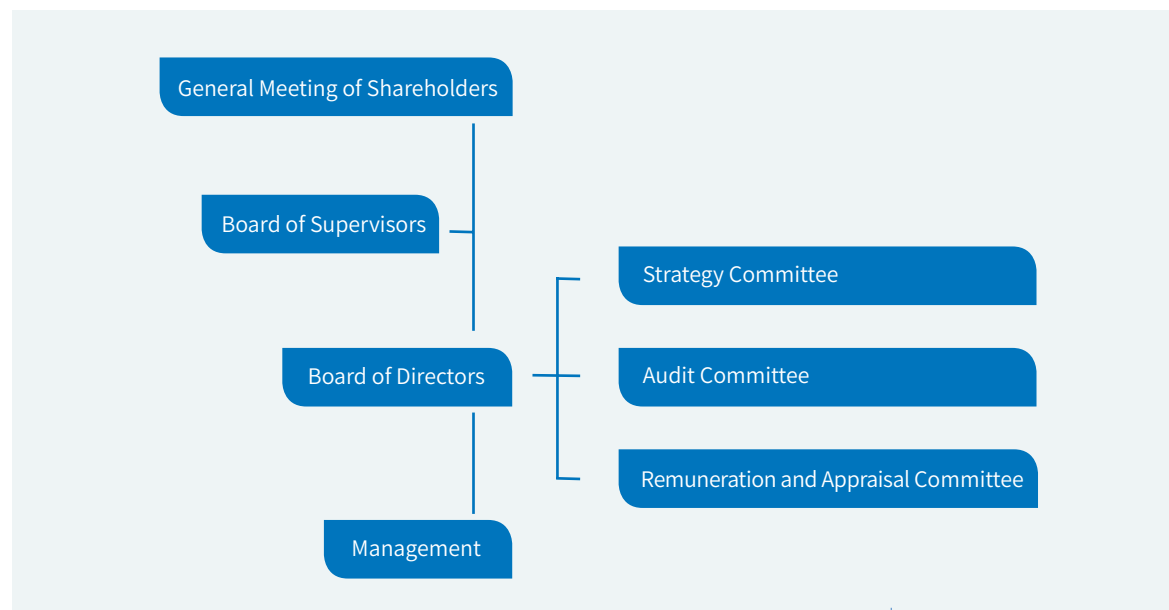 General Meeting of Shareholders
Board of Supervisors
Strategy Committee
Board of Directors
Audit Committee
Remuneration and Appraisal Committee
Management